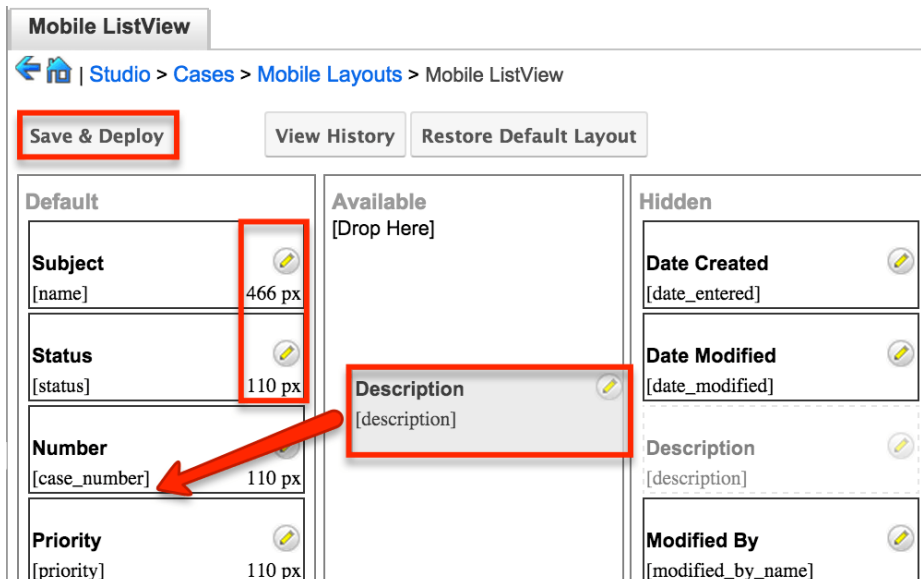 Mobile ListView
| Studio > Cases > Mobile Layouts > Mobile ListView
Save & Deploy
View History
Restore Default Layout
Default
Subject
[name]
466 px
Status
[status]
110 px
Number
[case_number]
110 px
Priority
[priority]
110 px
Available
[Drop Here]
Description
[description]
Hidden
Date Created
[date_entered]
Date Modified
[date_modified]
Description
[description]
Modified By
[modified_by_name]